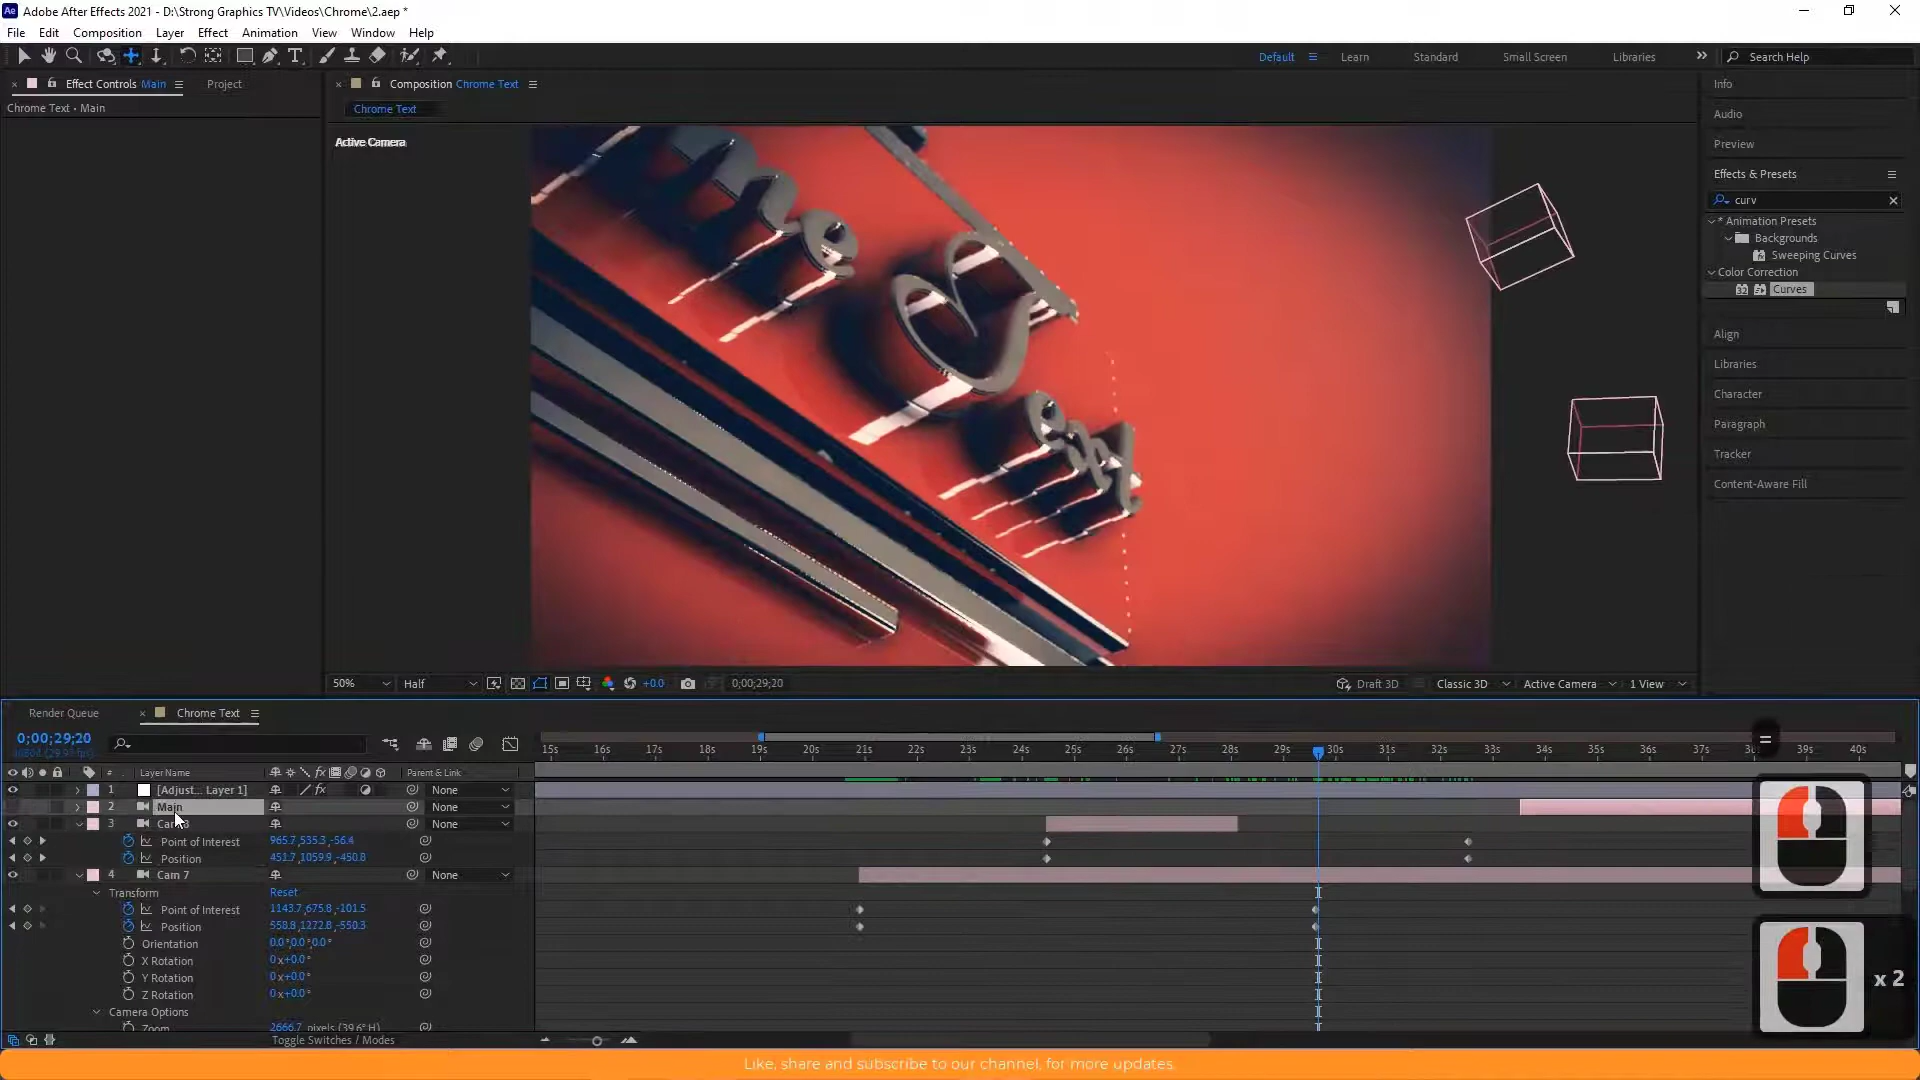 Adobe After Effects 2021 - D:\Strong Graphics TV\Videos\Chrome\2.aep *
File Edit Composition Layer Effect Animation View Window Help
Default Learn Standard Small Screen Libraries Search Help
Effect Controls Main Project
Composition Chrome Text
Chrome Text • Main
Chrome Text
Active Camera
Info
Audio
Preview
Effects & Presets
curv
* Animation Presets
Backgrounds
Sweeping Curves
Color Correction
Curves
Align
Libraries
Character
Paragraph
Tracker
Content-Aware Fill
50% Half +0.0 0;00;29;20 Draft 3D Classic 3D Active Camera 1 View
Render Queue Chrome Text
0;00;29;20
15s 16s 17s 18s 19s 20s 21s 22s 23s 24s 25s 26s 27s 28s 29s 30s 31s 32s 33s 34s 35s 36s 37s 39s 40s
# Layer Name Parent & Link
1 [Adjust... Layer 1] None
2 Main None
3 None
Point of Interest 965.7,535.3,-56.4
Position 451.7,1059.9,-450.8
4 Cam 7 None
Transform Reset
Point of Interest 1143.7,675.8,-101.5
Position 558.8,1272.8,-550.3
Orientation 0.0°,0.0°,0.0°
X Rotation 0x+0.0°
Y Rotation 0x+0.0°
Z Rotation 0x+0.0°
Camera Options
Zoom 2666.7 pixels (39.6° H)
Toggle Switches / Modes
=
x 2
Like, share and subscribe to our channel, for more updates.